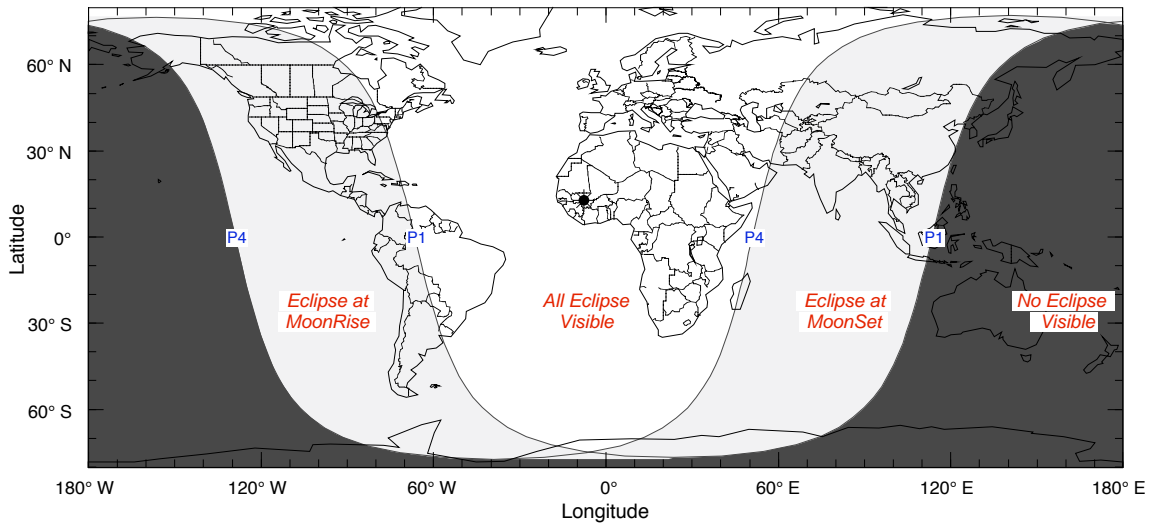 60° N
30° N
0°
30° S
60° S
Latitude
P4
P1
P4
P1
Eclipse at
MoonRise
All Eclipse
Visible
Eclipse at
MoonSet
No Eclipse
Visible
180° W
120° W
60° W
0°
60° E
120° E
180° E
Longitude